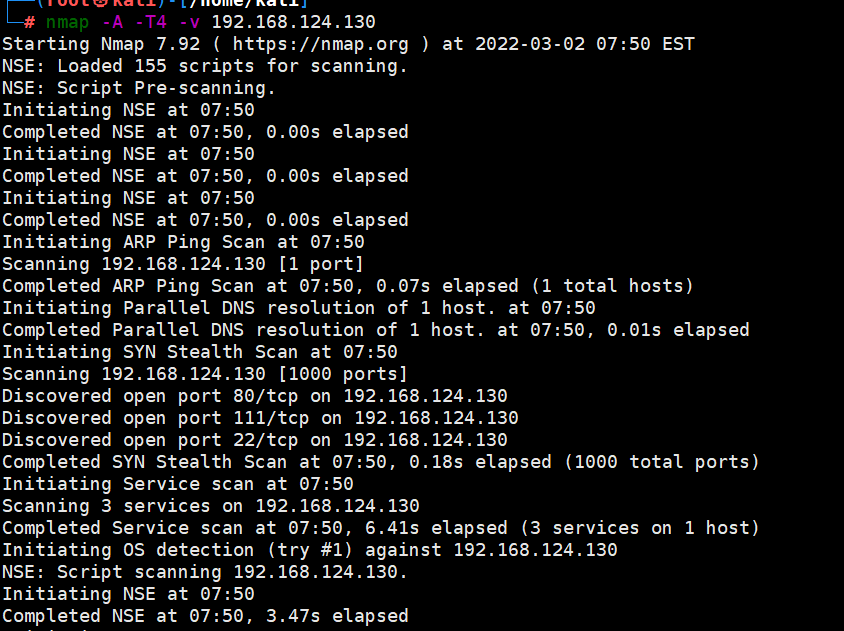 (root㉿kali)-[/home/kali]
# nmap -A -T4 -v 192.168.124.130
Starting Nmap 7.92 ( https://nmap.org ) at 2022-03-02 07:50 EST
NSE: Loaded 155 scripts for scanning.
NSE: Script Pre-scanning.
Initiating NSE at 07:50
Completed NSE at 07:50, 0.00s elapsed
Initiating NSE at 07:50
Completed NSE at 07:50, 0.00s elapsed
Initiating NSE at 07:50
Completed NSE at 07:50, 0.00s elapsed
Initiating ARP Ping Scan at 07:50
Scanning 192.168.124.130 [1 port]
Completed ARP Ping Scan at 07:50, 0.07s elapsed (1 total hosts)
Initiating Parallel DNS resolution of 1 host. at 07:50
Completed Parallel DNS resolution of 1 host. at 07:50, 0.01s elapsed
Initiating SYN Stealth Scan at 07:50
Scanning 192.168.124.130 [1000 ports]
Discovered open port 80/tcp on 192.168.124.130
Discovered open port 111/tcp on 192.168.124.130
Discovered open port 22/tcp on 192.168.124.130
Completed SYN Stealth Scan at 07:50, 0.18s elapsed (1000 total ports)
Initiating Service scan at 07:50
Scanning 3 services on 192.168.124.130
Completed Service scan at 07:50, 6.41s elapsed (3 services on 1 host)
Initiating OS detection (try #1) against 192.168.124.130
NSE: Script scanning 192.168.124.130.
Initiating NSE at 07:50
Completed NSE at 07:50, 3.47s elapsed